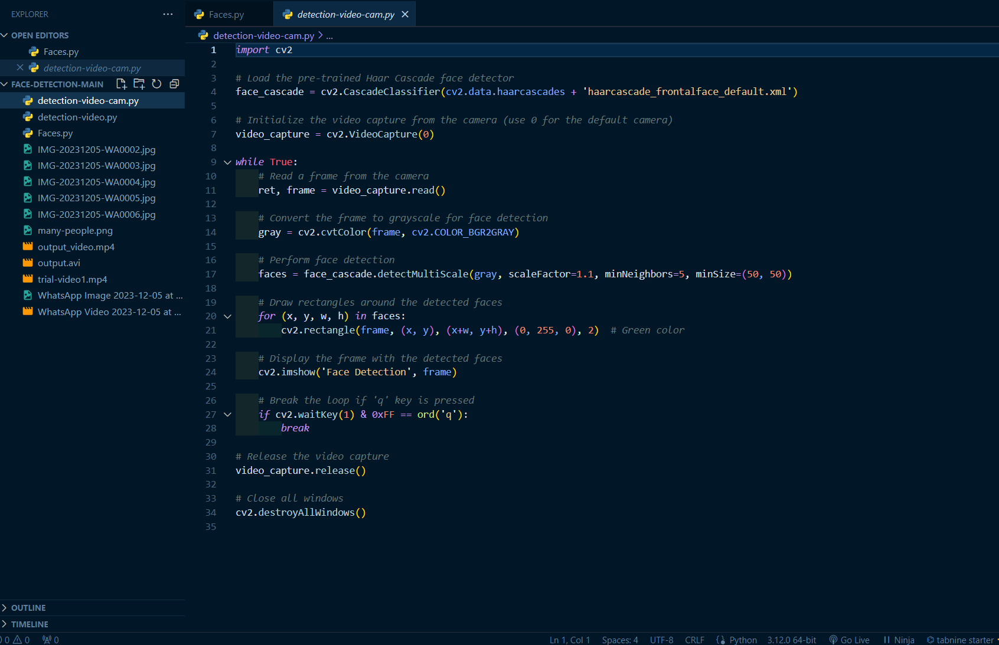 EXPLORER
OPEN EDITORS
Faces.py
detection-video-cam.py
FACE-DETECTION-MAIN
detection-video-cam.py
detection-video.py
Faces.py
IMG-20231205-WA0002.jpg
IMG-20231205-WA0003.jpg
IMG-20231205-WA0004.jpg
IMG-20231205-WA0005.jpg
IMG-20231205-WA0006.jpg
many-people.png
output_video.mp4
output.avi
trial-video1.mp4
WhatsApp Image 2023-12-05 at ...
WhatsApp Video 2023-12-05 at ...
OUTLINE
TIMELINE
Faces.py
detection-video-cam.py
detection-video-cam.py > ...
1 import cv2
2
3 # Load the pre-trained Haar Cascade face detector
4 face_cascade = cv2.CascadeClassifier(cv2.data.haarcascades + 'haarcascade_frontalface_default.xml')
5
6 # Initialize the video capture from the camera (use 0 for the default camera)
7 video_capture = cv2.VideoCapture(0)
8
9 while True:
10     # Read a frame from the camera
11     ret, frame = video_capture.read()
12
13     # Convert the frame to grayscale for face detection
14     gray = cv2.cvtColor(frame, cv2.COLOR_BGR2GRAY)
15
16     # Perform face detection
17     faces = face_cascade.detectMultiScale(gray, scaleFactor=1.1, minNeighbors=5, minSize=(50, 50))
18
19     # Draw rectangles around the detected faces
20     for (x, y, w, h) in faces:
21         cv2.rectangle(frame, (x, y), (x+w, y+h), (0, 255, 0), 2)  # Green color
22
23     # Display the frame with the detected faces
24     cv2.imshow('Face Detection', frame)
25
26     # Break the loop if 'q' key is pressed
27     if cv2.waitKey(1) & 0xFF == ord('q'):
28         break
29
30 # Release the video capture
31 video_capture.release()
32
33 # Close all windows
34 cv2.destroyAllWindows()
35
0 0 0 Ln 1, Col 1 Spaces: 4 UTF-8 CRLF Python 3.12.0 64-bit Go Live Ninja tabnine starter